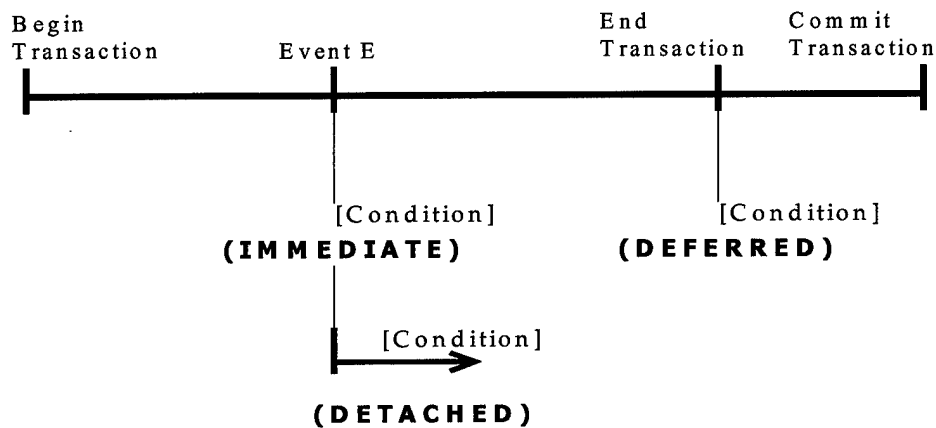 Begin
Transaction
Event E
End
Transaction
Commit
Transaction
[Condition]
(IMMEDIATE)
[Condition]
(DEFERRED)
[Condition]
(DETACHED)